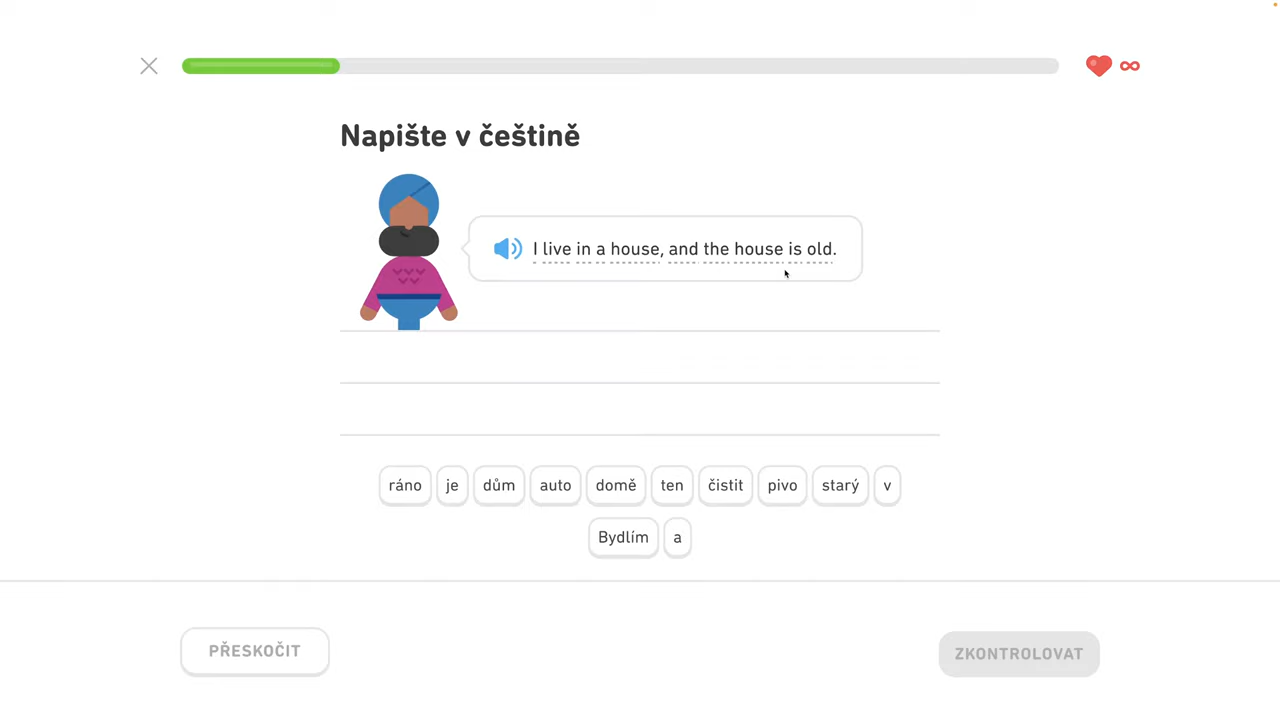 Napište v češtině
I live in a house, and the house is old.
ráno je dům auto domě ten čistit pivo starý v
Bydlím a
PŘESKOČIT ZKONTROLOVAT